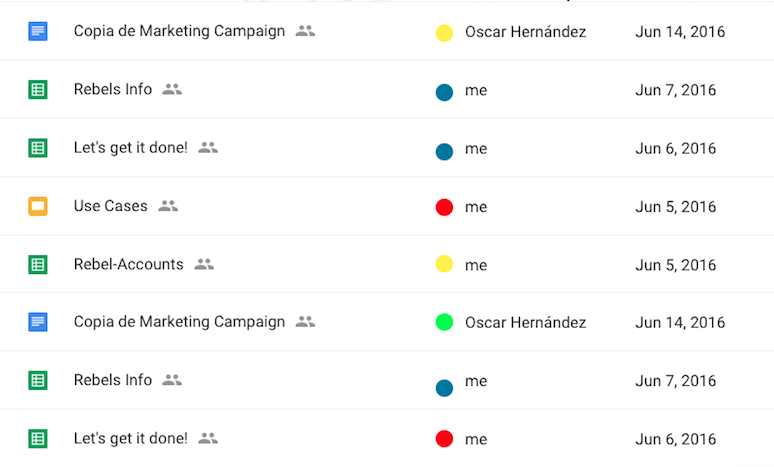 Copia de Marketing Campaign Oscar Hernández Jun 14, 2016
Rebels Info me Jun 7, 2016
Let's get it done! me Jun 6, 2016
Use Cases me Jun 5, 2016
Rebel-Accounts me Jun 5, 2016
Copia de Marketing Campaign Oscar Hernández Jun 14, 2016
Rebels Info me Jun 7, 2016
Let's get it done! me Jun 6, 2016